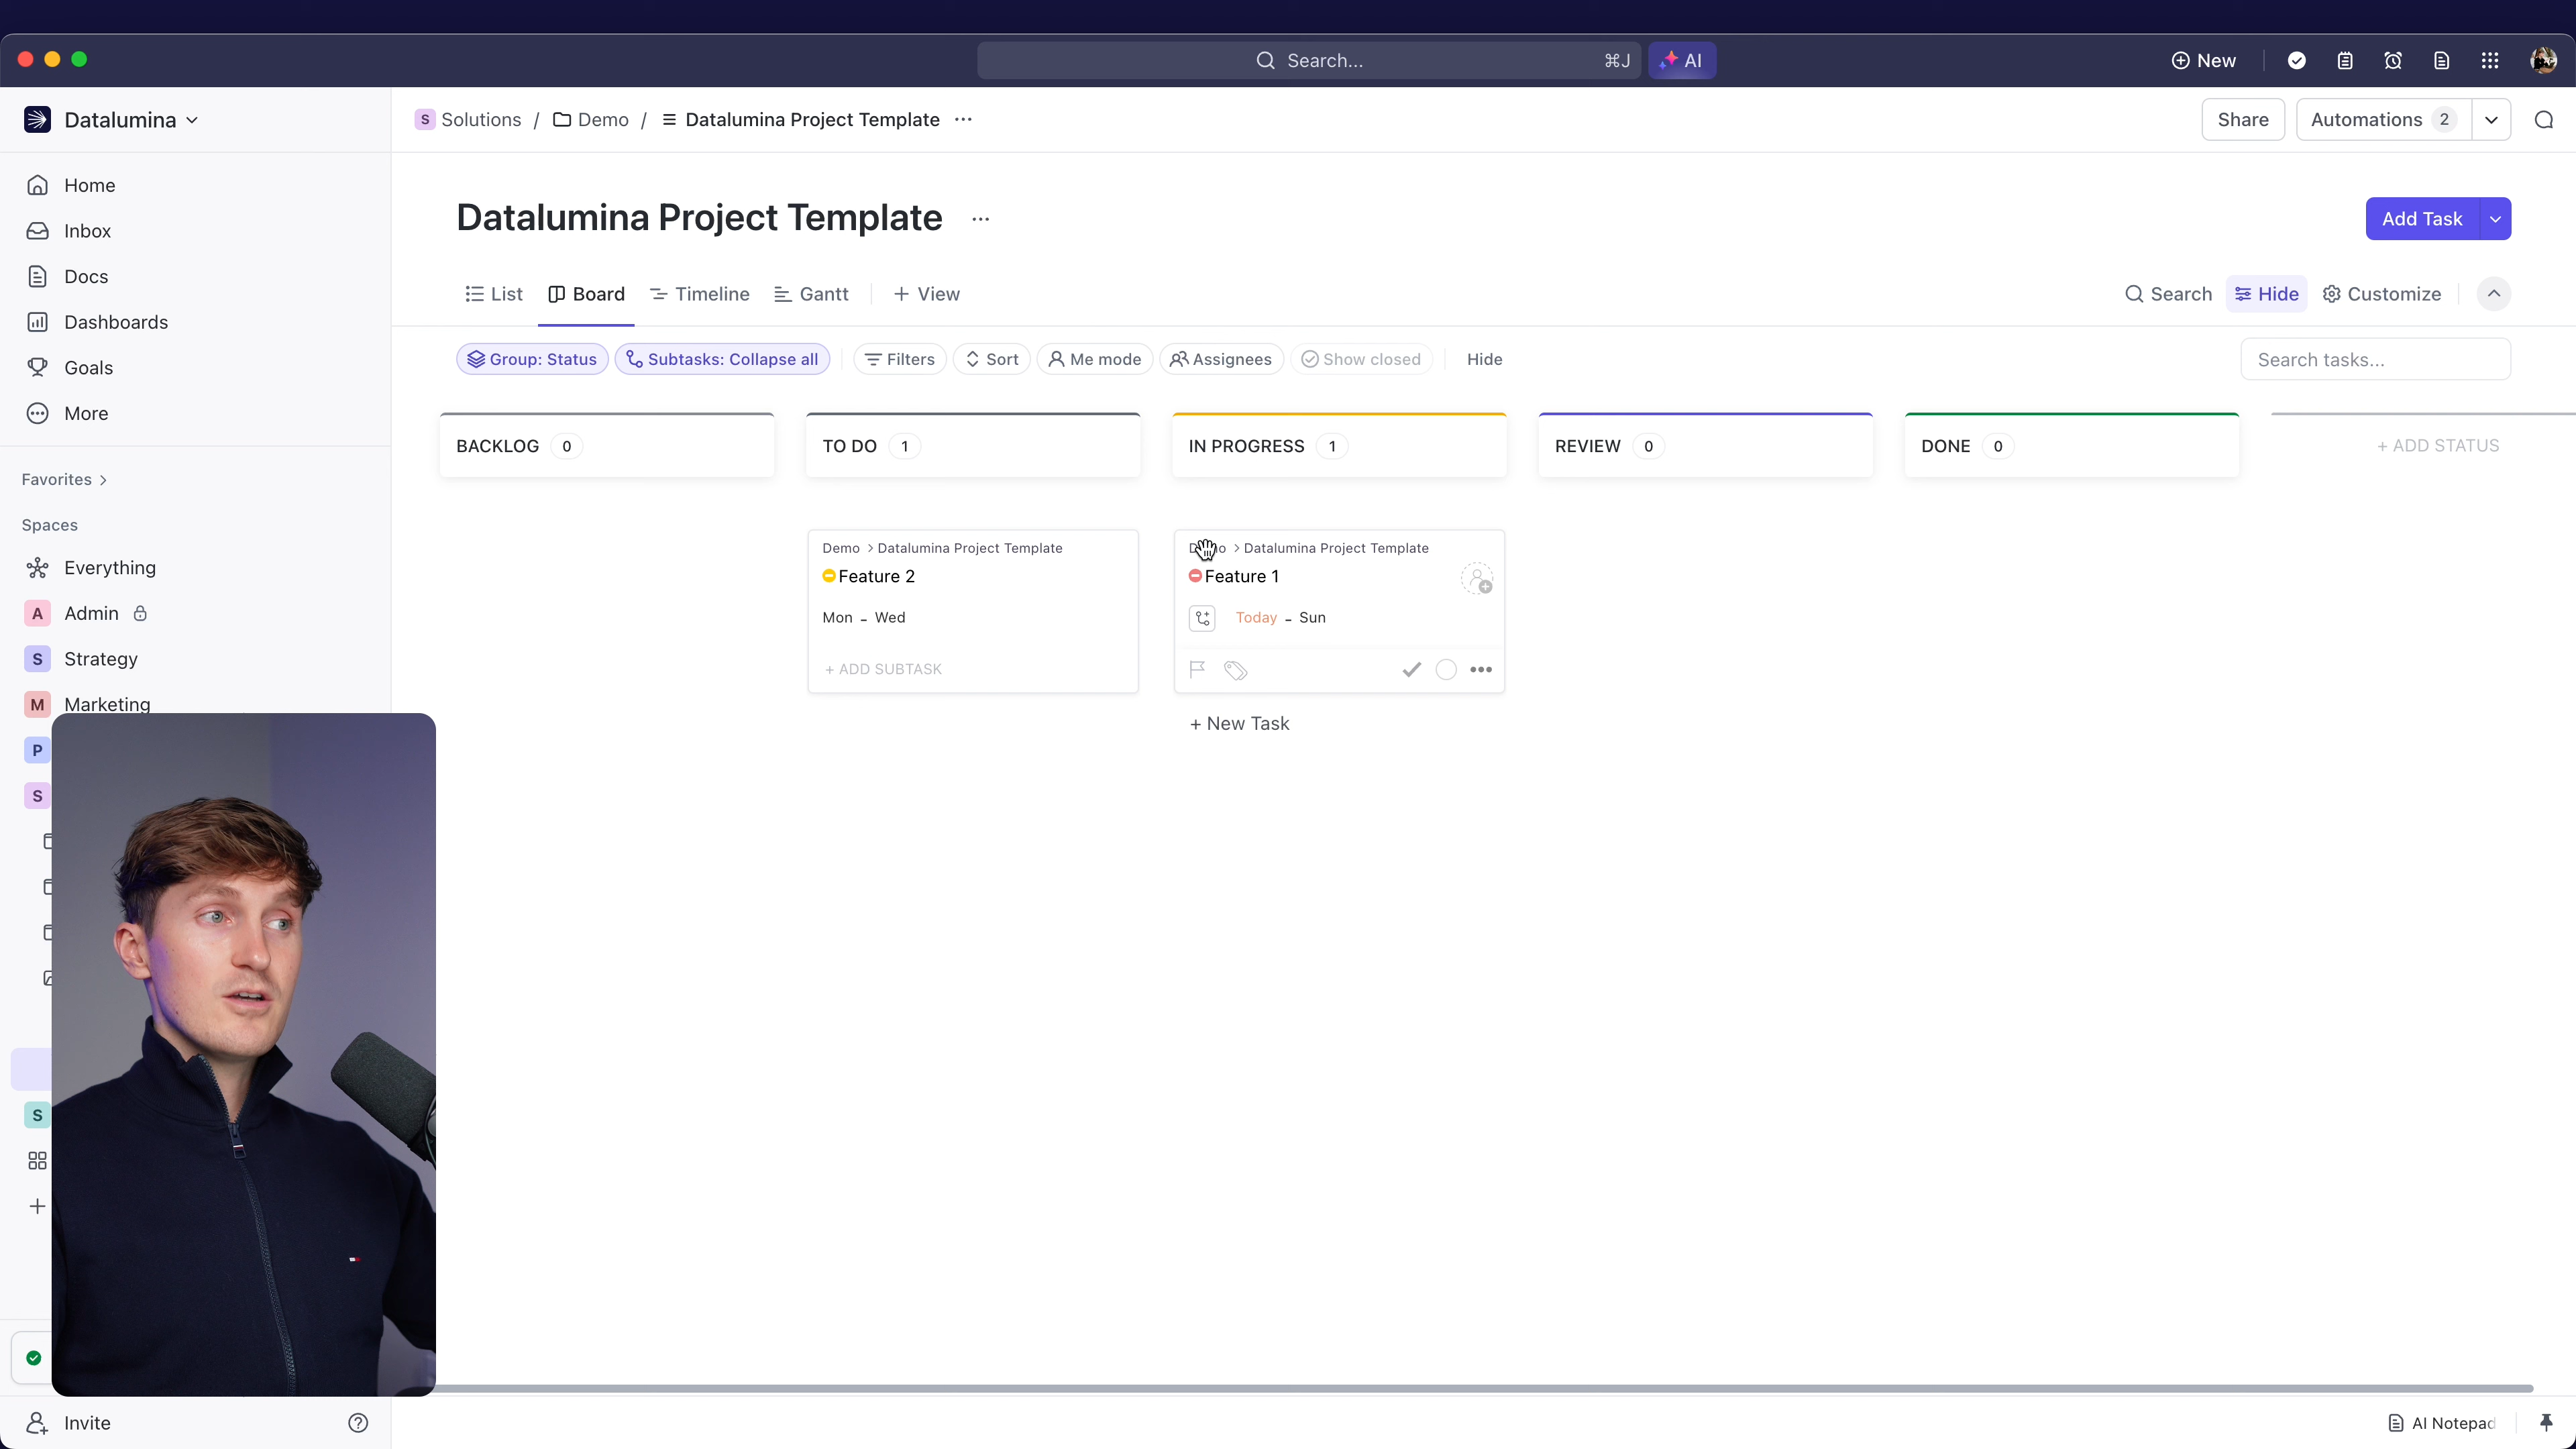 Search...
⌘J
AI
New
Datalumina
S Solutions / Demo / Datalumina Project Template ...
Share
Automations 2
Home
Inbox
Docs
Dashboards
Goals
More
Favorites
Spaces
Everything
A Admin
S Strategy
M Marketing
P
S
S
Invite
Datalumina Project Template ...
Add Task
List
Board
Timeline
Gantt
+ View
Search
Hide
Customize
Group: Status
Subtasks: Collapse all
Filters
Sort
Me mode
Assignees
Show closed
Hide
Search tasks...
BACKLOG 0
TO DO 1
IN PROGRESS 1
REVIEW 0
DONE 0
+ ADD STATUS
Demo > Datalumina Project Template
Feature 2
Mon - Wed
+ ADD SUBTASK
> Datalumina Project Template
Feature 1
Today - Sun
+ New Task
AI Notepad